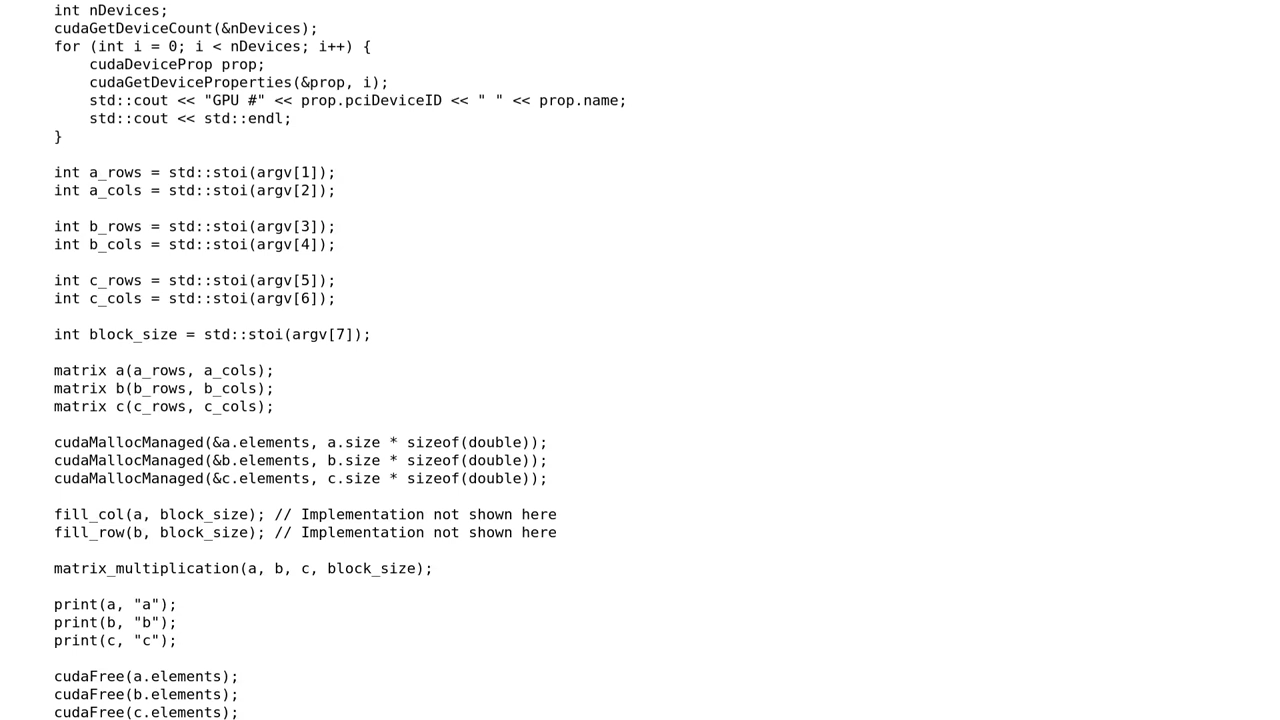 int nDevices;
cudaGetDeviceCount(&nDevices);
for (int i = 0; i < nDevices; i++) {
    cudaDeviceProp prop;
    cudaGetDeviceProperties(&prop, i);
    std::cout << "GPU #" << prop.pciDeviceID << " " << prop.name;
    std::cout << std::endl;
}

int a_rows = std::stoi(argv[1]);
int a_cols = std::stoi(argv[2]);

int b_rows = std::stoi(argv[3]);
int b_cols = std::stoi(argv[4]);

int c_rows = std::stoi(argv[5]);
int c_cols = std::stoi(argv[6]);

int block_size = std::stoi(argv[7]);

matrix a(a_rows, a_cols);
matrix b(b_rows, b_cols);
matrix c(c_rows, c_cols);

cudaMallocManaged(&a.elements, a.size * sizeof(double));
cudaMallocManaged(&b.elements, b.size * sizeof(double));
cudaMallocManaged(&c.elements, c.size * sizeof(double));

fill_col(a, block_size); // Implementation not shown here
fill_row(b, block_size); // Implementation not shown here

matrix_multiplication(a, b, c, block_size);

print(a, "a");
print(b, "b");
print(c, "c");

cudaFree(a.elements);
cudaFree(b.elements);
cudaFree(c.elements);